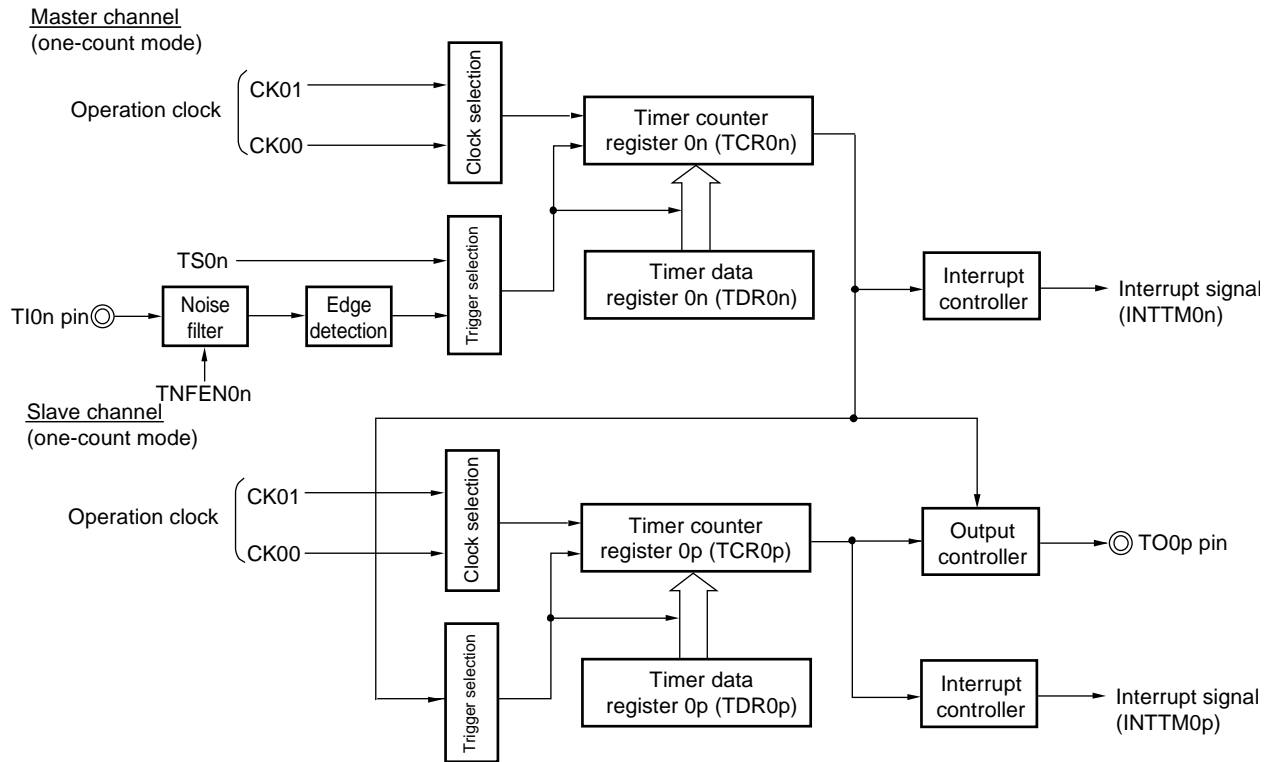 Master channel
(one-count mode)
Operation clock
CK01
CK00
Clock selection
Timer counter
register 0n (TCR0n)
TS0n
Trigger selection
Timer data
register 0n (TDR0n)
Interrupt
controller
Interrupt signal
(INTTM0n)
TI0n pin
Noise
filter
Edge
detection
TNFEN0n
Slave channel
(one-count mode)
Operation clock
CK01
CK00
Clock selection
Timer counter
register 0p (TCR0p)
Output
controller
TO0p pin
Trigger selection
Timer data
register 0p (TDR0p)
Interrupt
controller
Interrupt signal
(INTTM0p)